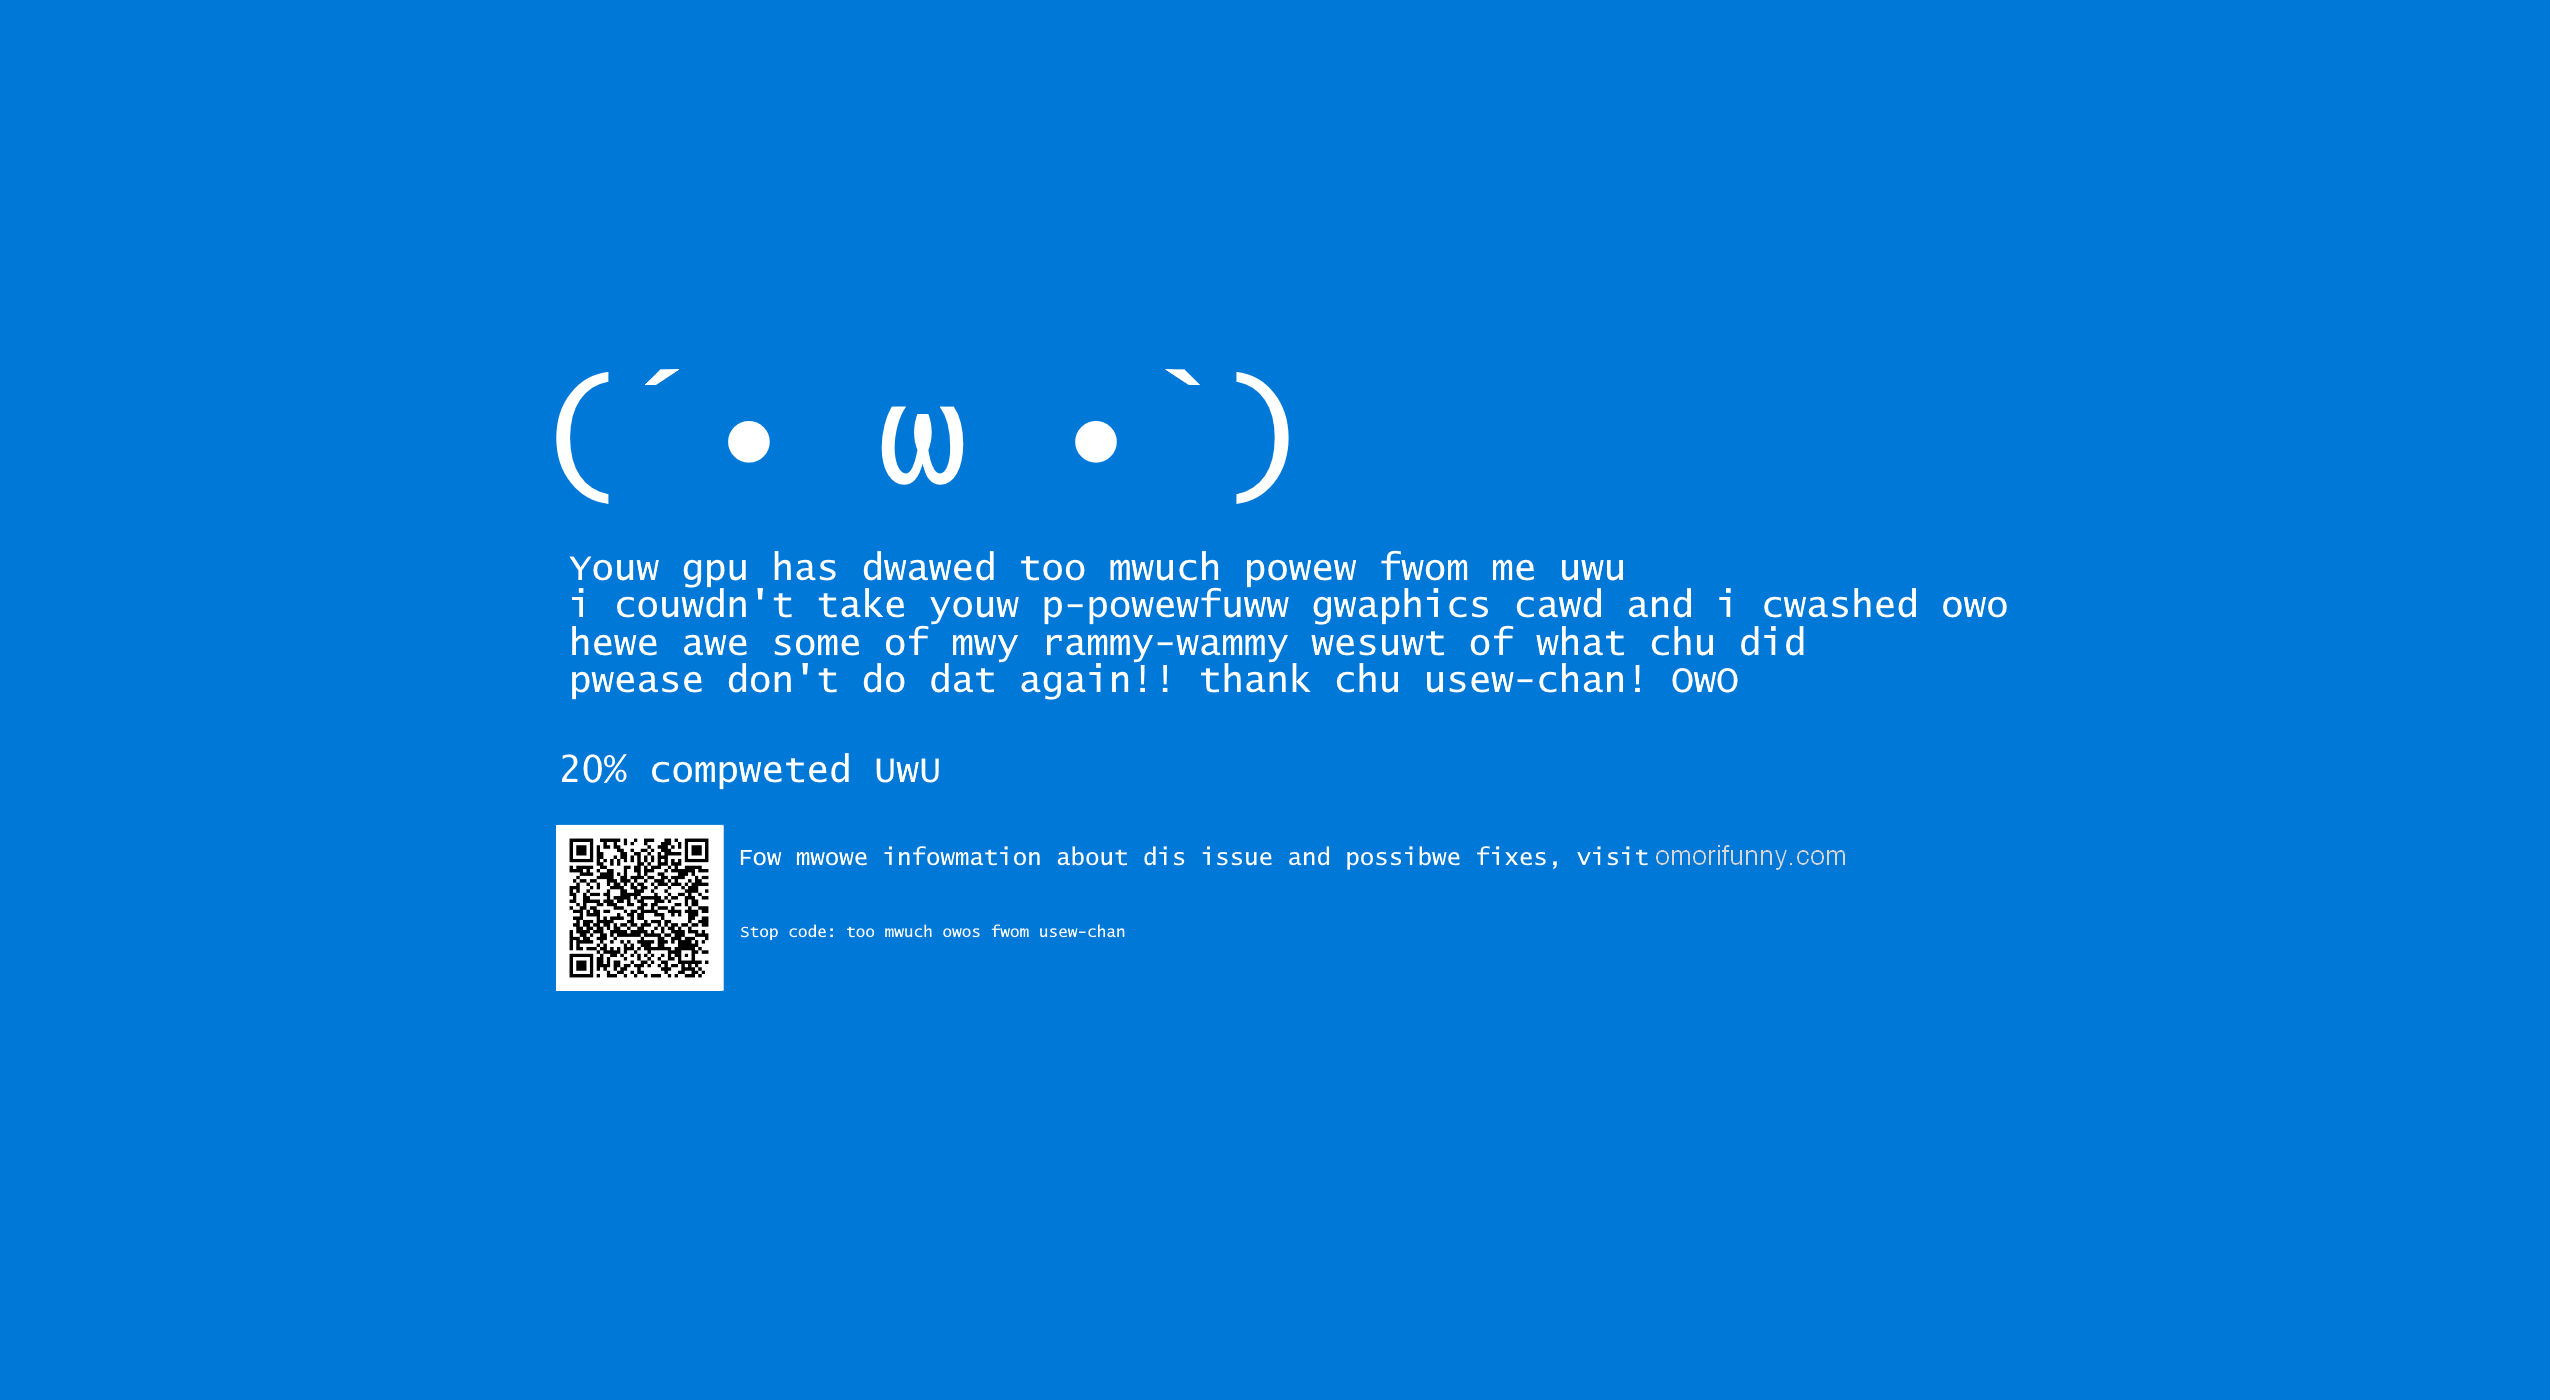 (´• ω •`)
Youw gpu has dwawed too mwuch powew fwom me uwu
i couwdn't take youw p-powewfuww gwaphics cawd and i cwashed owo
hewe awe some of mwy rammy-wammy wesuwt of what chu did
pwease don't do dat again!! thank chu usew-chan! OwO
20% compweted UwU
Fow mwowe infowmation about dis issue and possibwe fixes, visit omorifunny.com
Stop code: too mwuch owos fwom usew-chan